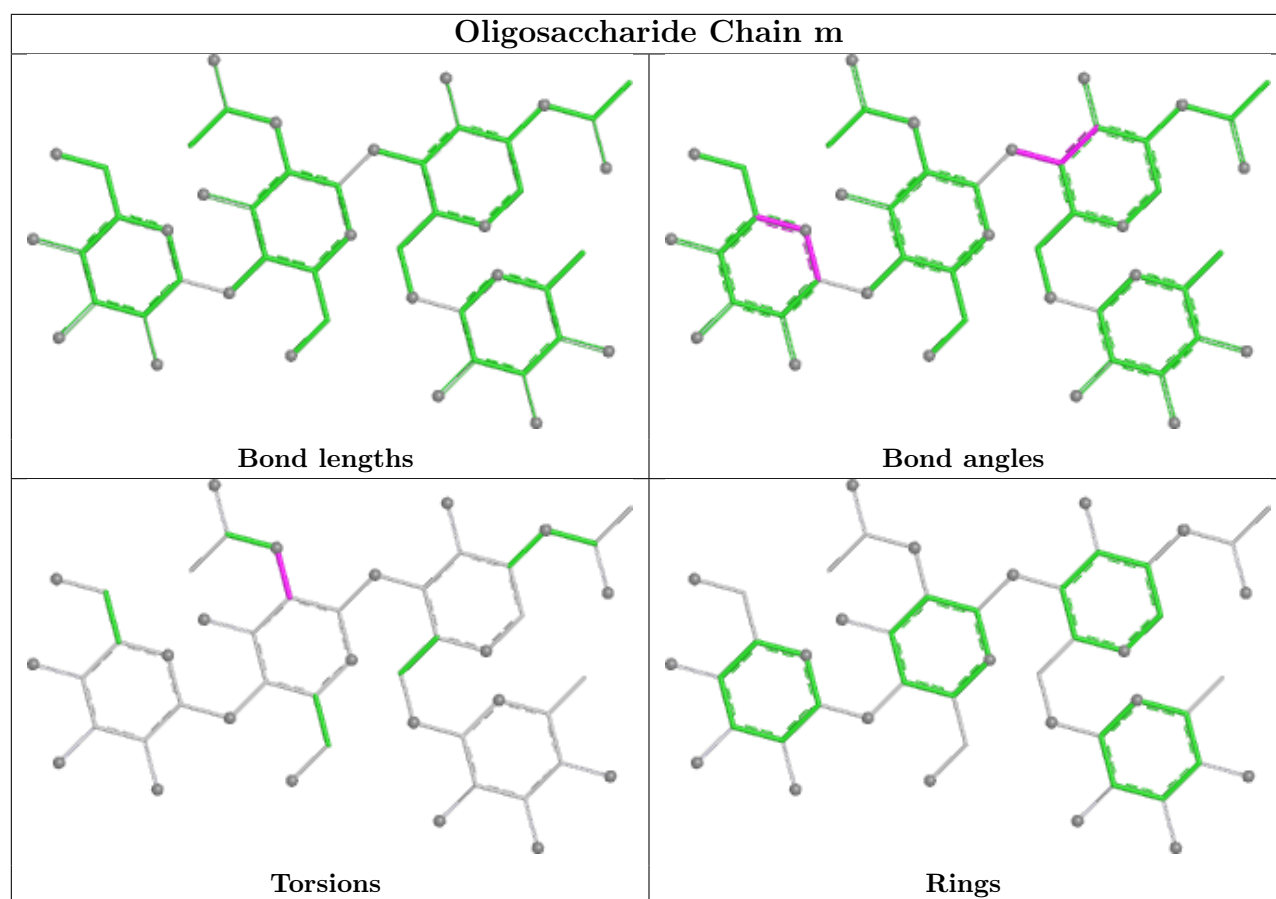 Oligosaccharide Chain m
Bond lengths
Bond angles
Torsions
Rings